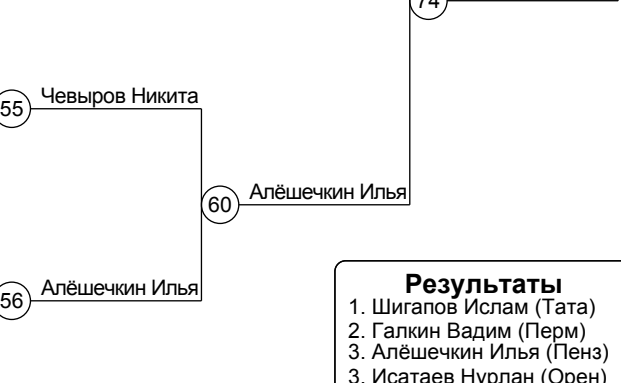 74
Чевыров Никита
55
Алёшечкин Илья
60
Алёшечкин Илья
56
Результаты
1. Шигапов Ислам (Тата)
2. Галкин Вадим (Перм)
3. Алёшечкин Илья (Пенз)
3. Исатаев Нурлан (Орен)